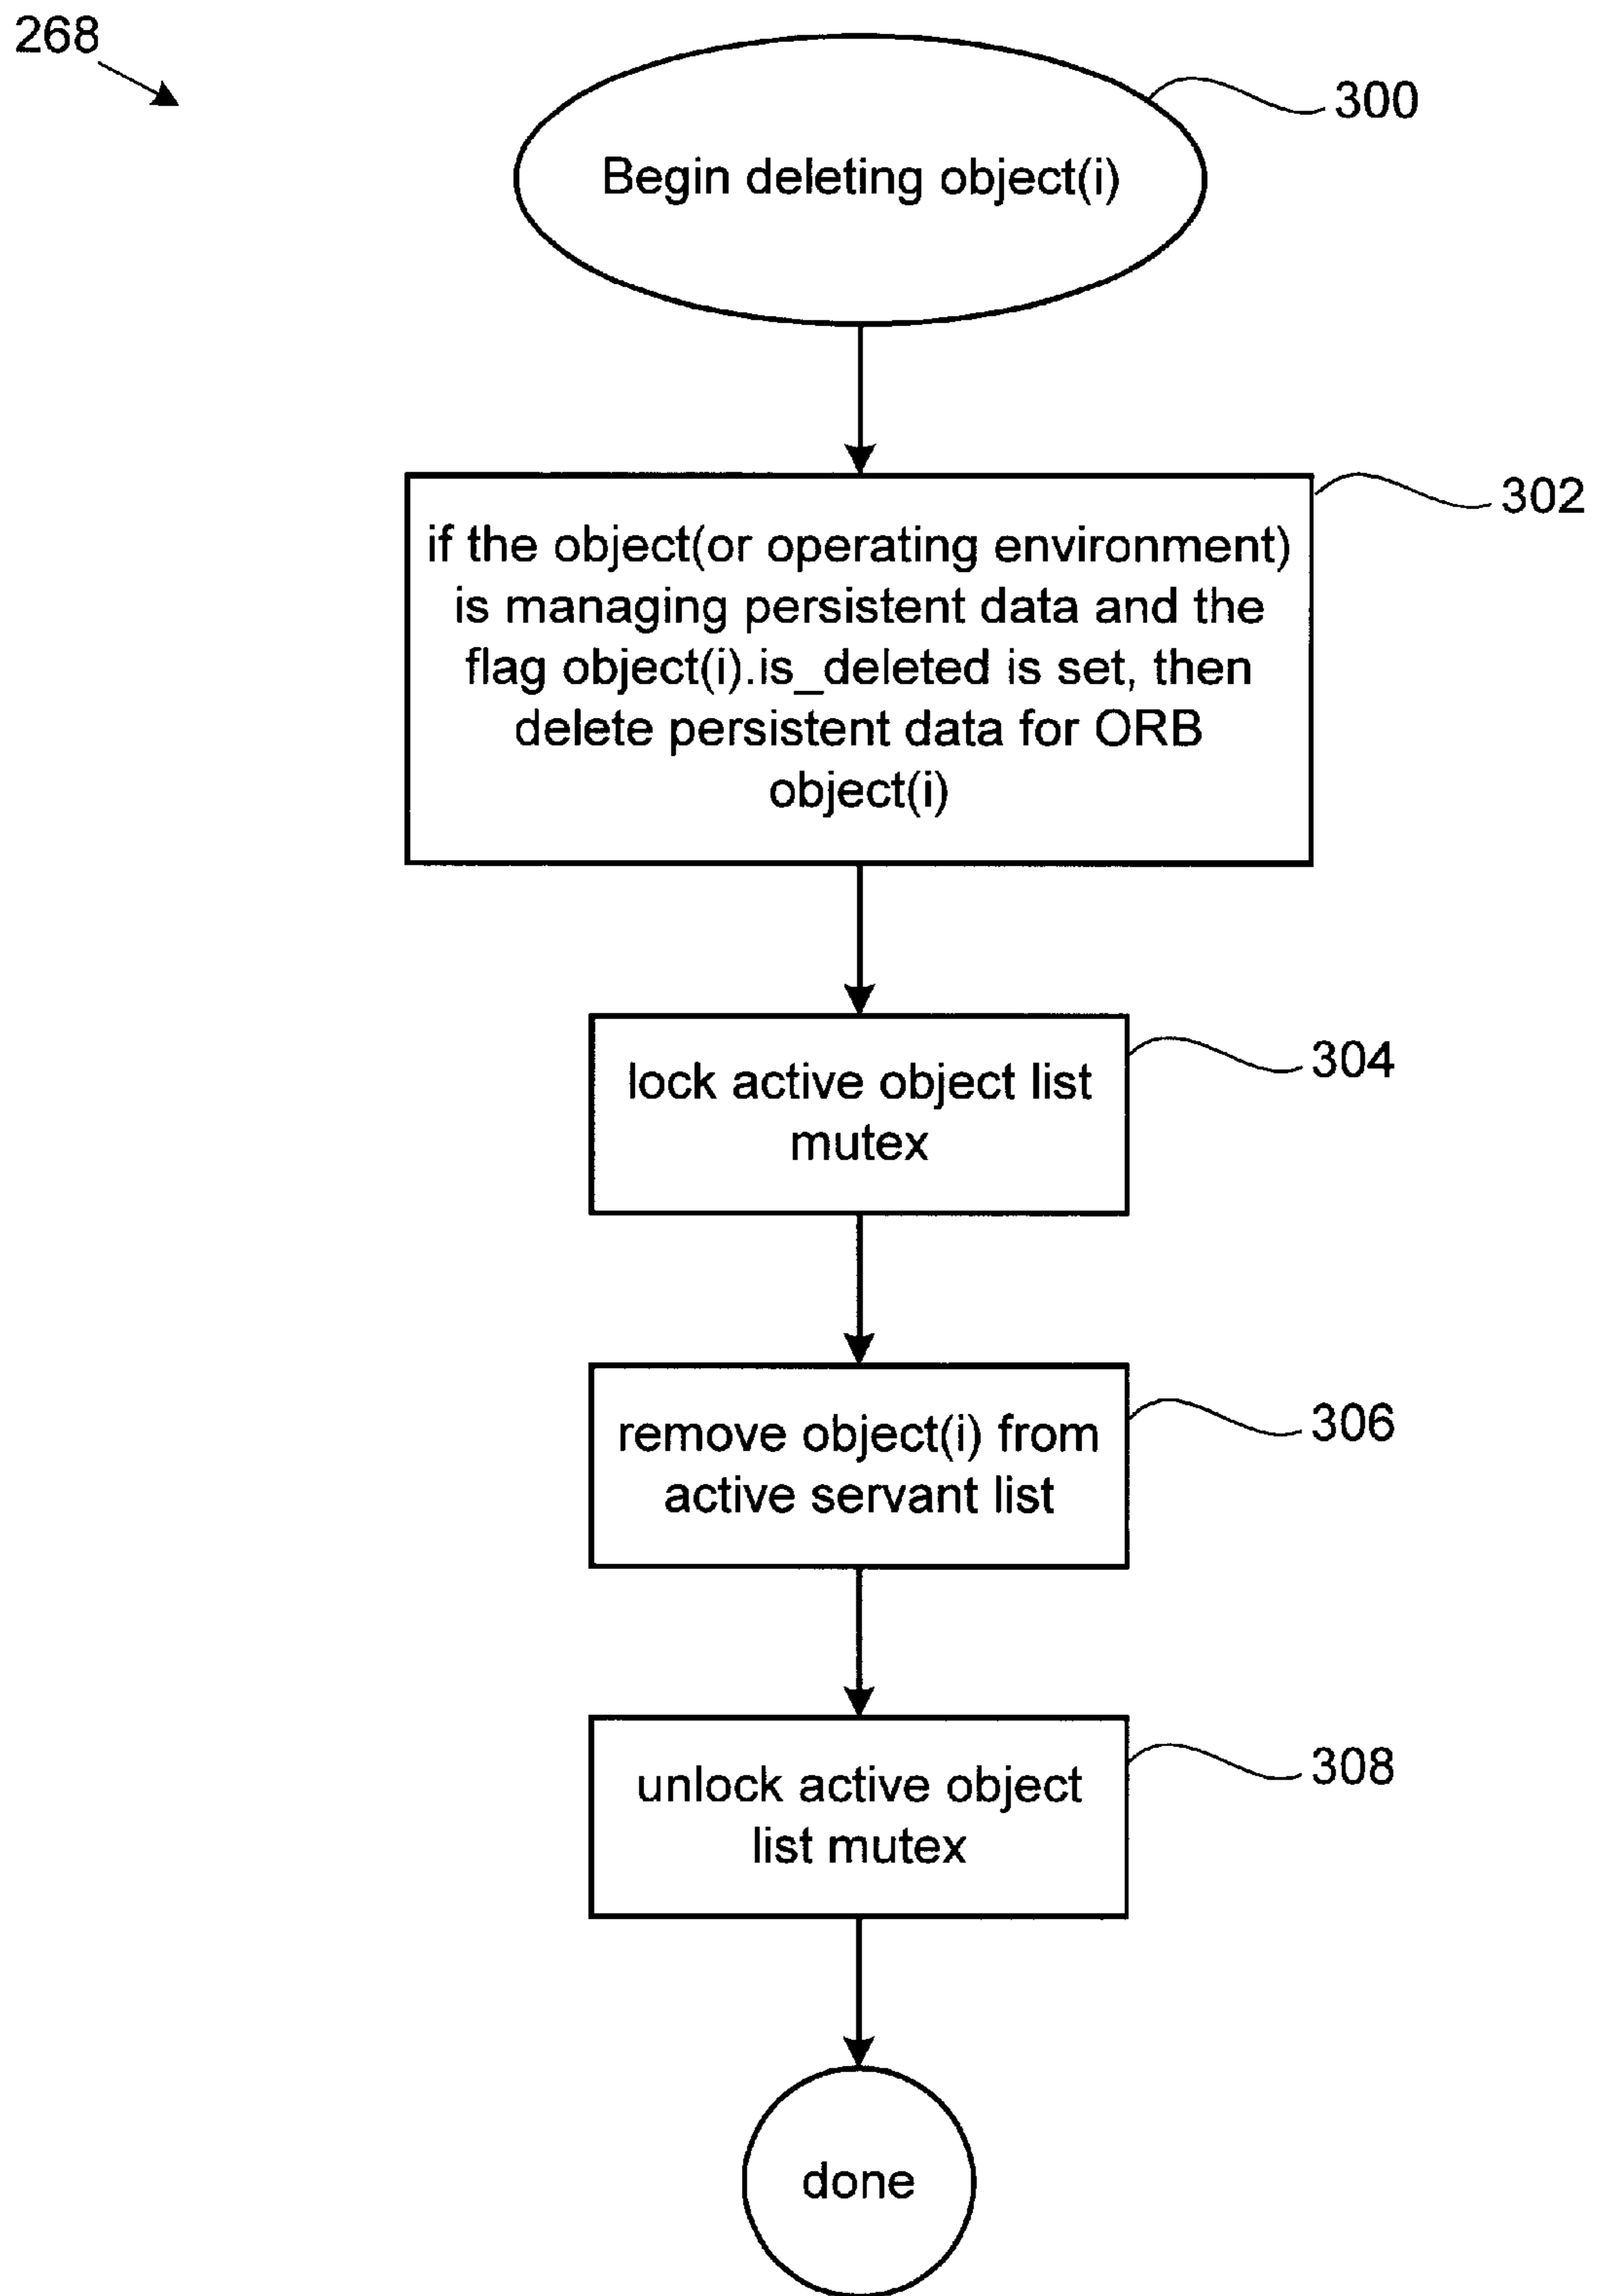 268
300
Begin deleting object(i)
302
if the object(or operating environment)
is managing persistent data and the
flag object(i).is_deleted is set, then
delete persistent data for ORB
object(i)
304
lock active object list
mutex
306
remove object(i) from
active servant list
308
unlock active object
list mutex
done